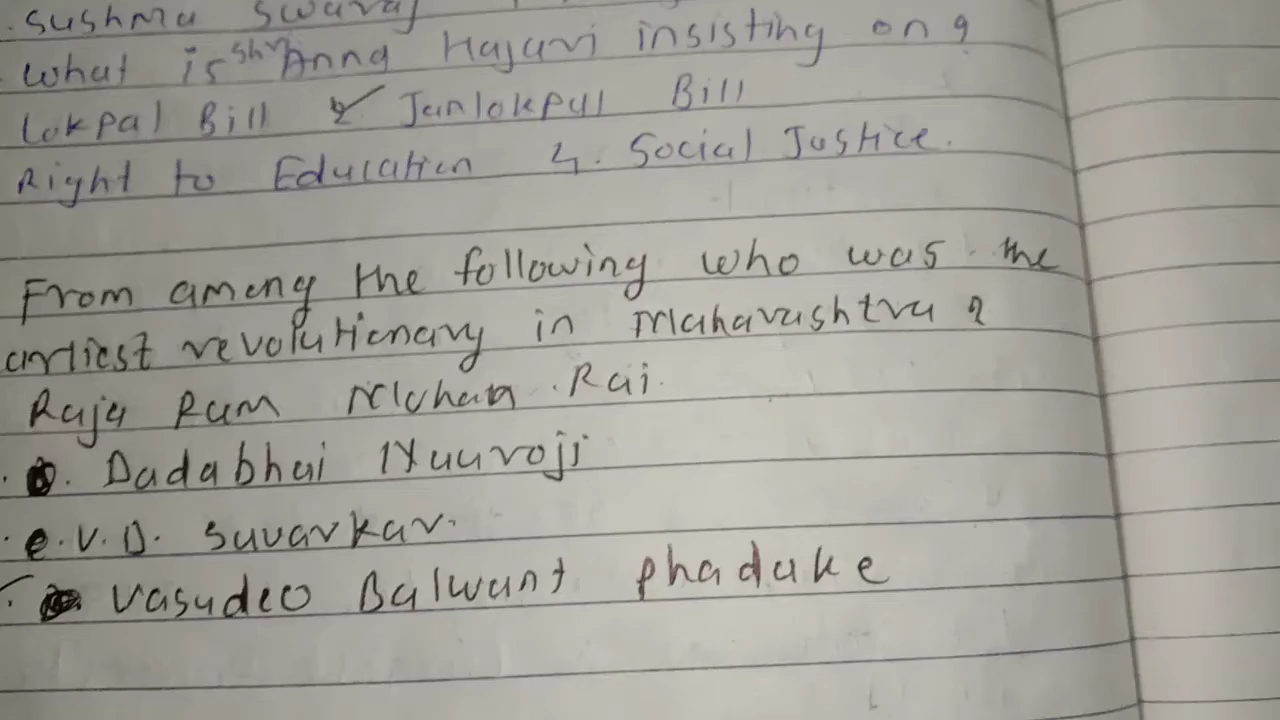 . Sushma Swaraj
. What is Shri Anna Hajari insisting on ?
Lokpal Bill 2 ✓ Janlokpal Bill
Right to Education 4. Social Justice.
From among the following who was the
earliest revolutionary in Maharashtra ?
Raja Ram Mohan Rai.
. Dadabhai Nauroji
. e. V. D. Savarkar.
Vasudeo Balwant phadake